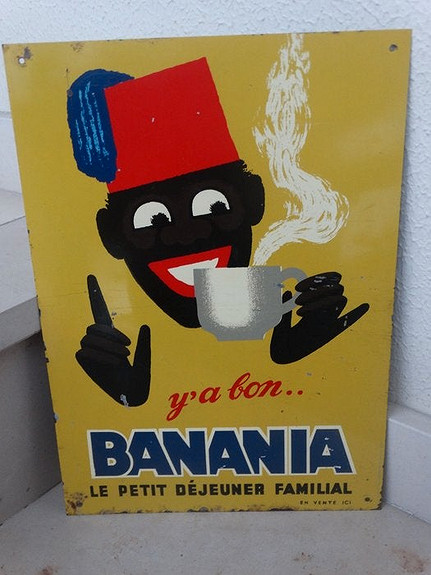 y'a bon..
BANANIA
LE PETIT DÉJEUNER FAMILIAL
EN VENTE ICI